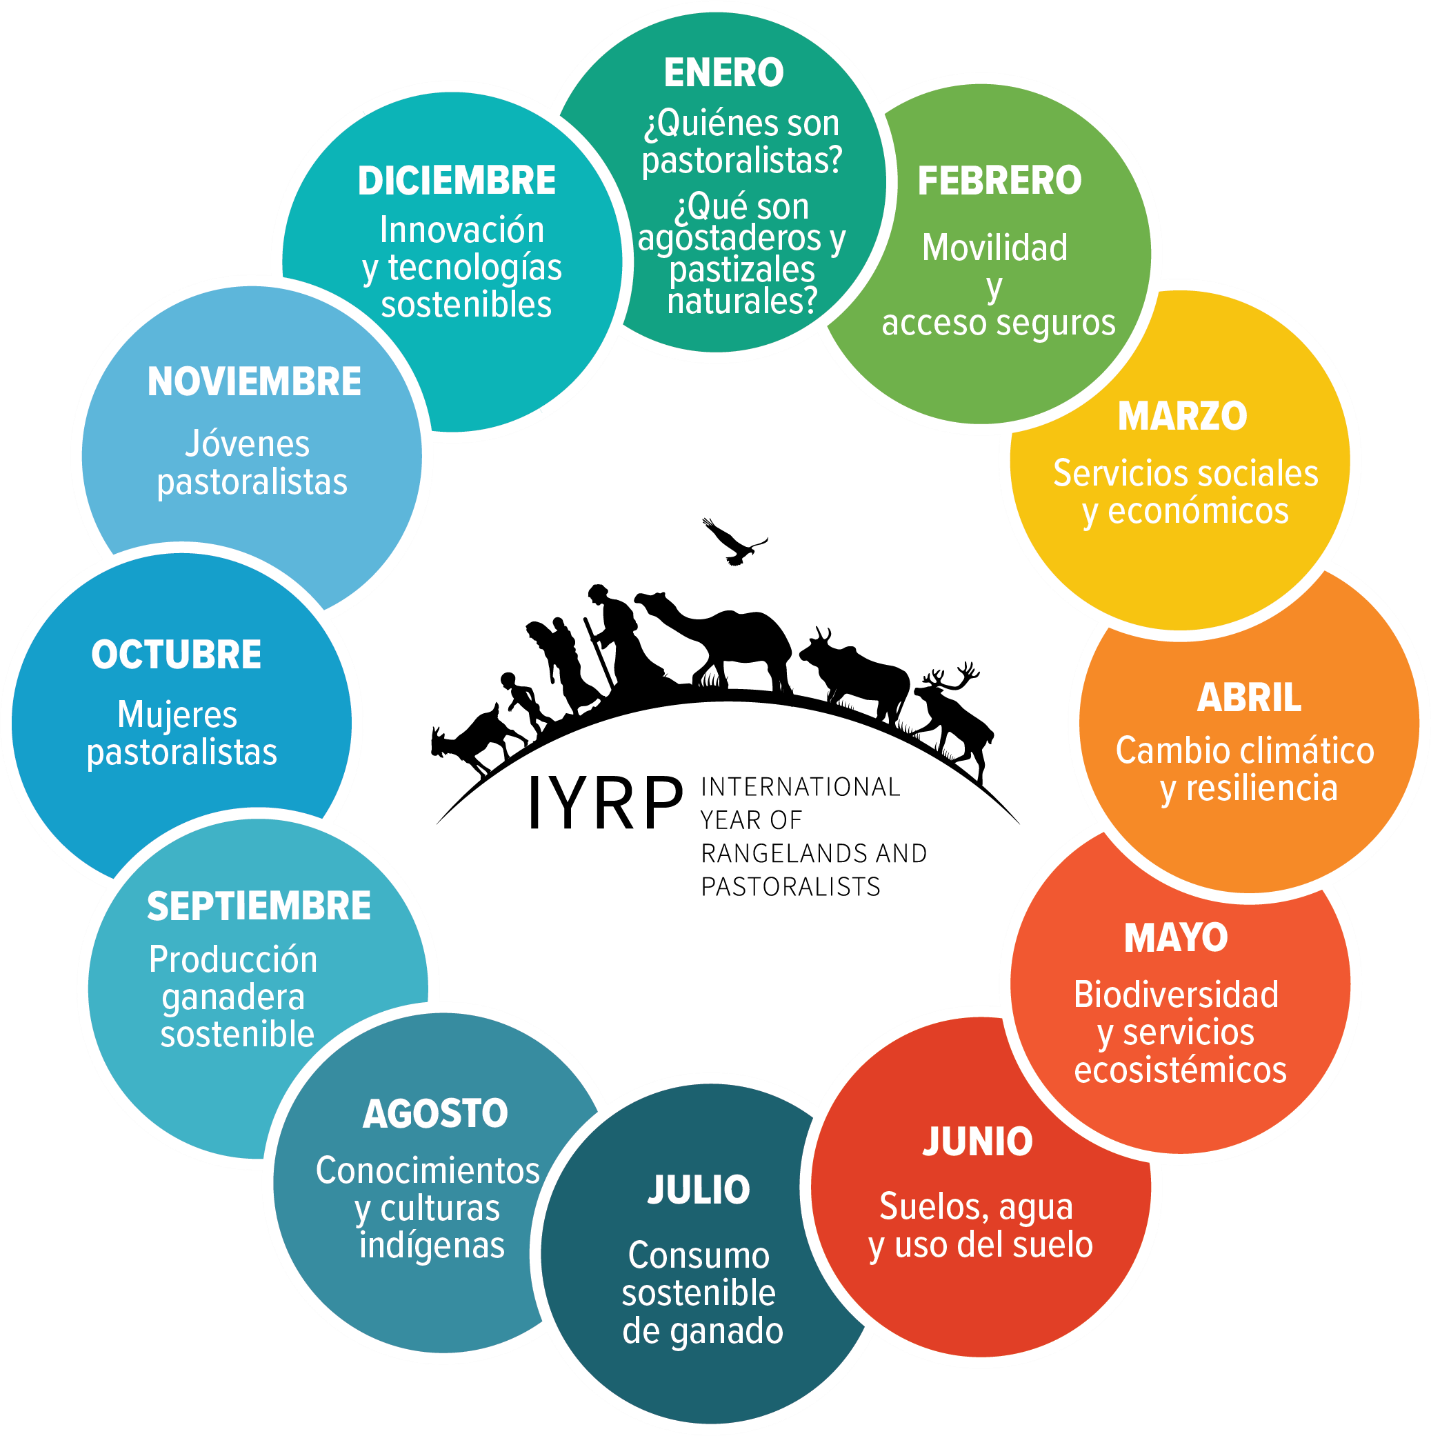 ENERO
¿Quiénes son
pastoralistas?
¿Qué son
agostaderos y
pastizales
naturales?
FEBRERO
Movilidad
y
acceso seguros
MARZO
Servicios sociales
y económicos
ABRIL
Cambio climático
y resiliencia
MAYO
Biodiversidad
y servicios
ecosistémicos
JUNIO
Suelos, agua
y uso del suelo
JULIO
Consumo
sostenible
de ganado
AGOSTO
Conocimientos
y culturas
indígenas
SEPTIEMBRE
Producción
ganadera
sostenible
OCTUBRE
Mujeres
pastoralistas
NOVIEMBRE
Jóvenes
pastoralistas
DICIEMBRE
Innovación
y tecnologías
sostenibles
IYRP
INTERNATIONAL
YEAR OF
RANGELANDS AND
PASTORALISTS